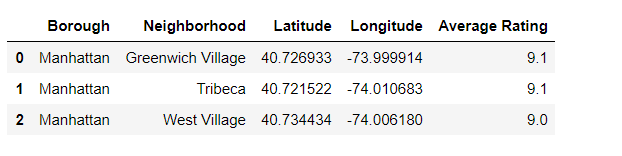 Borough Neighborhood Latitude Longitude Average Rating
0 Manhattan Greenwich Village 40.726933 -73.999914 9.1
1 Manhattan Tribeca 40.721522 -74.010683 9.1
2 Manhattan West Village 40.734434 -74.006180 9.0